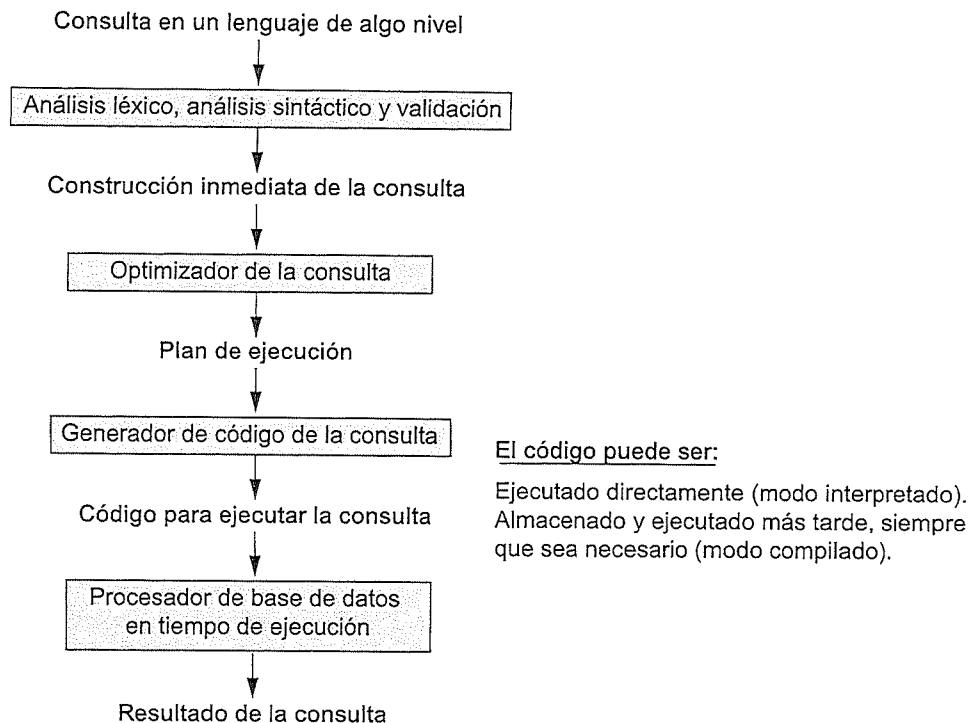 Consulta en un lenguaje de algo nivel
Análisis léxico, análisis sintáctico y validación
Construcción inmediata de la consulta
Optimizador de la consulta
Plan de ejecución
Generador de código de la consulta
El código puede ser:
Ejecutado directamente (modo interpretado).
Almacenado y ejecutado más tarde, siempre
que sea necesario (modo compilado).
Código para ejecutar la consulta
Procesador de base de datos
en tiempo de ejecución
Resultado de la consulta